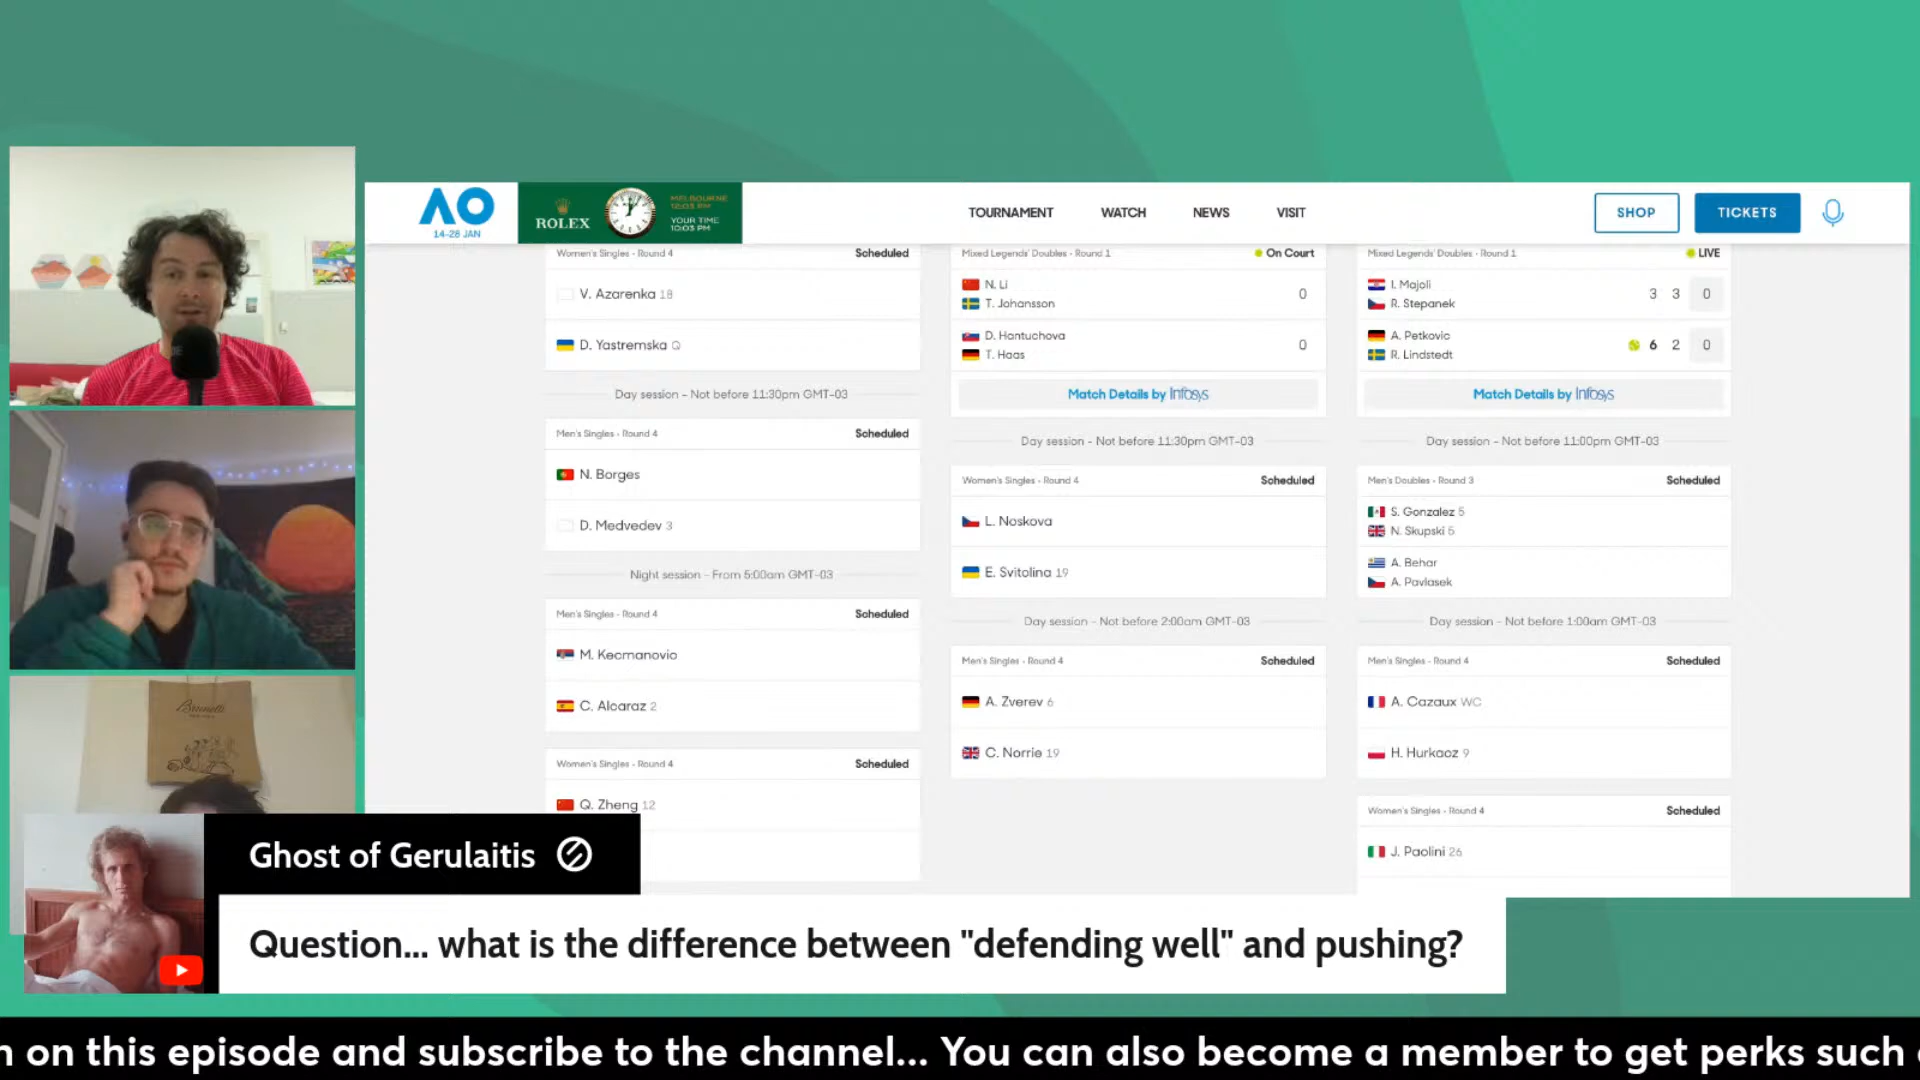 AO
14-28 JAN
ROLEX
MELBOURNE
12:03 PM
YOUR TIME
10:03 PM
TOURNAMENT
WATCH
NEWS
VISIT
SHOP
TICKETS
Women's Singles • Round 4 Scheduled
V. Azarenka 18
D. Yastremska Q
Day session - Not before 11:30pm GMT-03
Men's Singles • Round 4 Scheduled
N. Borges
D. Medvedev 3
Night session - From 5:00am GMT-03
Men's Singles • Round 4 Scheduled
M. Kecmanovic
C. Alcaraz 2
Women's Singles • Round 4 Scheduled
Q. Zheng 12
Mixed Legends' Doubles • Round 1 On Court
N. Li
T. Johansson
0
D. Hantuchova
T. Haas
0
Match Details by Infosys
Day session - Not before 11:30pm GMT-03
Women's Singles • Round 4 Scheduled
L. Noskova
E. Svitolina 19
Day session - Not before 2:00am GMT-03
Men's Singles • Round 4 Scheduled
A. Zverev 6
C. Norrie 19
Mixed Legends' Doubles • Round 1 LIVE
I. Majoli
R. Stepanek
3 3 0
A. Petkovic
R. Lindstedt
6 2 0
Match Details by Infosys
Day session - Not before 11:00pm GMT-03
Men's Doubles • Round 3 Scheduled
S. Gonzalez 5
N. Skupski 5
A. Behar
A. Pavlasek
Day session - Not before 1:00am GMT-03
Men's Singles • Round 4 Scheduled
A. Cazaux WC
H. Hurkacz 9
Women's Singles • Round 4 Scheduled
J. Paolini 26
Brunetti
Ghost of Gerulaitis
Question... what is the difference between "defending well" and pushing?
n on this episode and subscribe to the channel... You can also become a member to get perks such